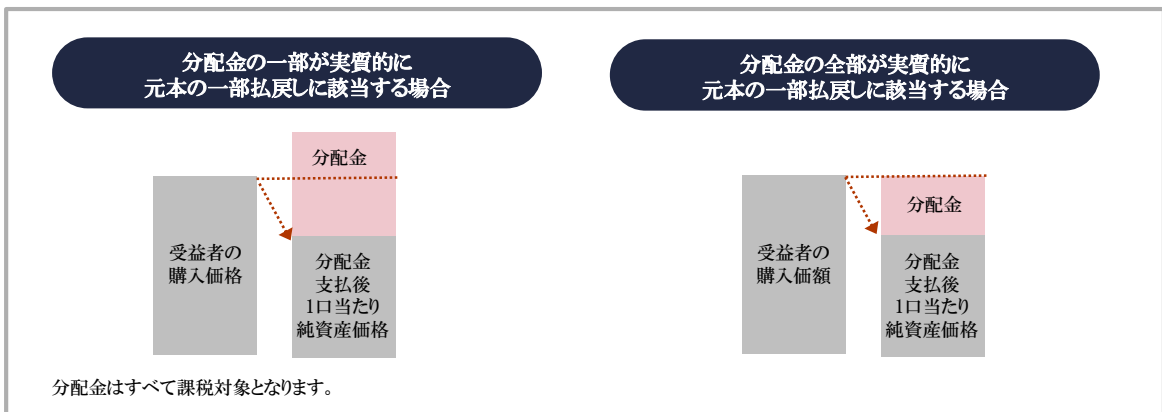 分配金の一部が実質的に
元本の一部払戻しに該当する場合
分配金
受益者の
購入価格
分配金
支払後
1口当たり
純資産価格
分配金の全部が実質的に
元本の一部払戻しに該当する場合
分配金
受益者の
購入価額
分配金
支払後
1口当たり
純資産価格
分配金はすべて課税対象となります。